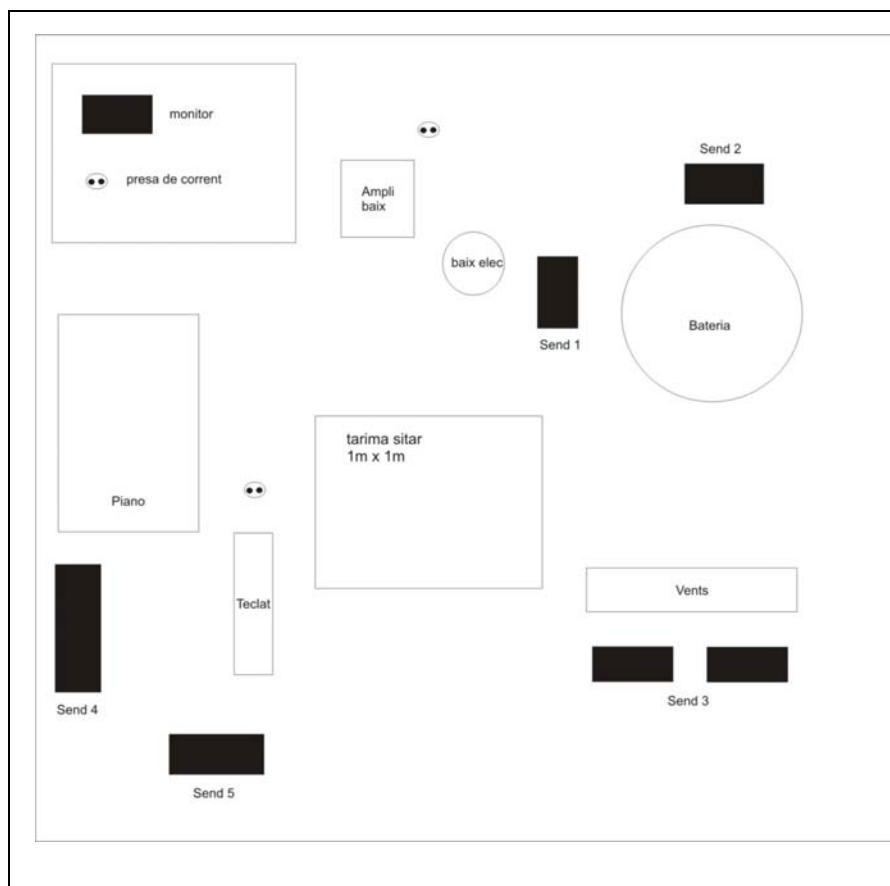 monitor
presa de corrent
Send 2
Ampli
baix
baix elec
Bateria
Send 1
tarima sitar
1m x 1m
Piano
Vents
Teclat
Send 3
Send 4
Send 5